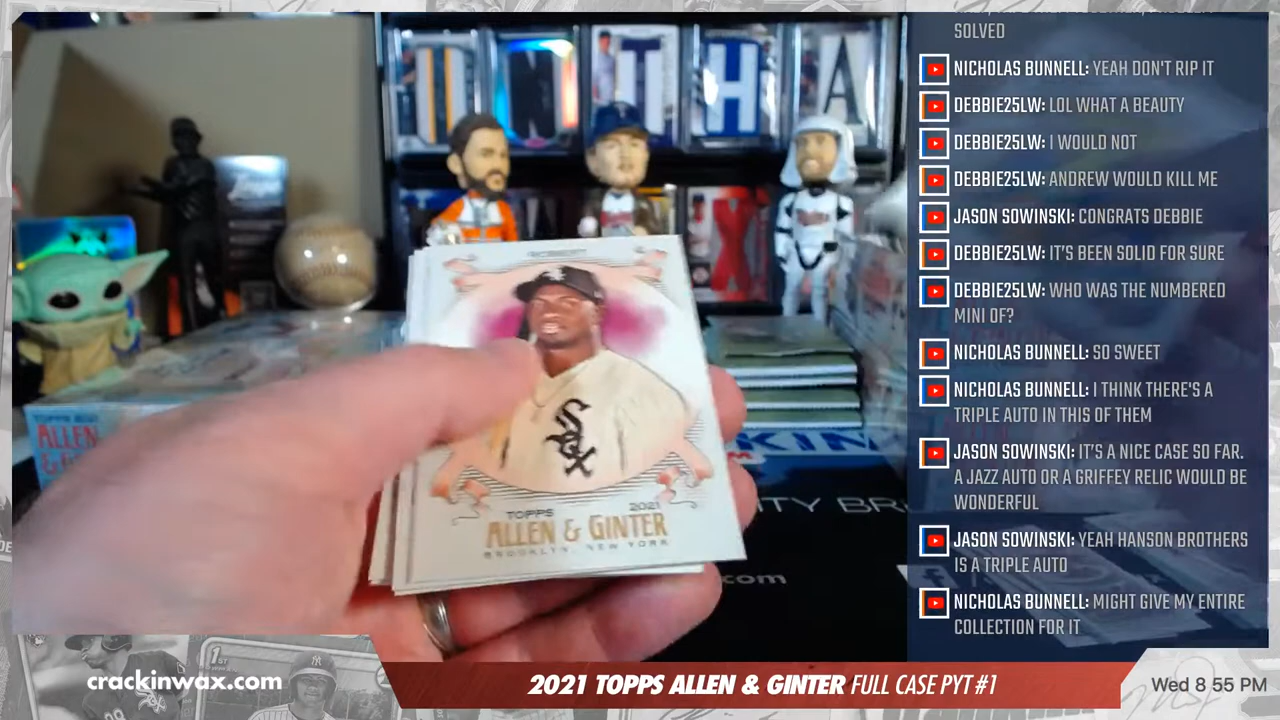 SOLVED
NICHOLAS BUNNELL: YEAH DON'T RIP IT
DEBBIE25LW: LOL WHAT A BEAUTY
DEBBIE25LW: I WOULD NOT
DEBBIE25LW: ANDREW WOULD KILL ME
JASON SOWINSKI: CONGRATS DEBBIE
DEBBIE25LW: IT'S BEEN SOLID FOR SURE
DEBBIE25LW: WHO WAS THE NUMBERED
MINI OF?
NICHOLAS BUNNELL: SO SWEET
NICHOLAS BUNNELL: I THINK THERE'S A
TRIPLE AUTO IN THIS OF THEM
JASON SOWINSKI: IT'S A NICE CASE SO FAR.
A JAZZ AUTO OR A GRIFFEY RELIC WOULD BE
WONDERFUL
JASON SOWINSKI: YEAH HANSON BROTHERS
IS A TRIPLE AUTO
NICHOLAS BUNNELL: MIGHT GIVE MY ENTIRE
COLLECTION FOR IT
T H A
ROBERT
SOX
TOPPS 2021
ALLEN & GINTER
BROOKLYN, NEW YORK
ALLEN
&
.com
1st
crackinwax.com
2021 TOPPS ALLEN & GINTER FULL CASE PYT #1
Wed 8 55 PM